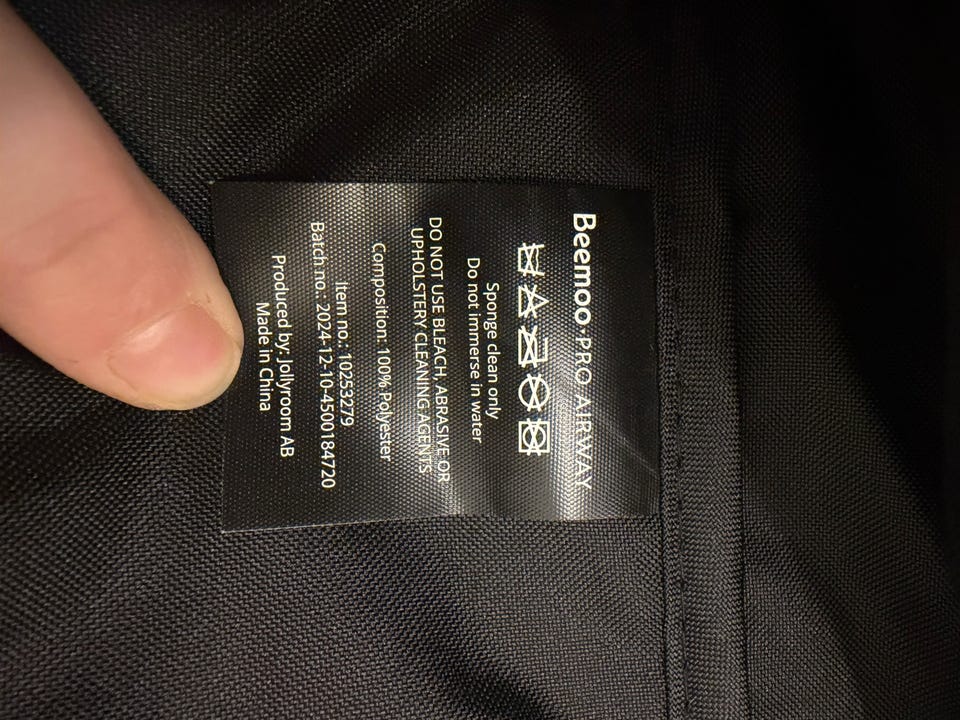 Beemoo PRO AIRWAY
Sponge clean only
Do not immerse in water
DO NOT USE BLEACH, ABRASIVE OR
UPHOLSTERY CLEANING AGENTS
Composition: 100% Polyester
Item no.: 10253279
Batch no.: 2024-12-10-4500184720
Produced by: Jollyroom AB
Made in China